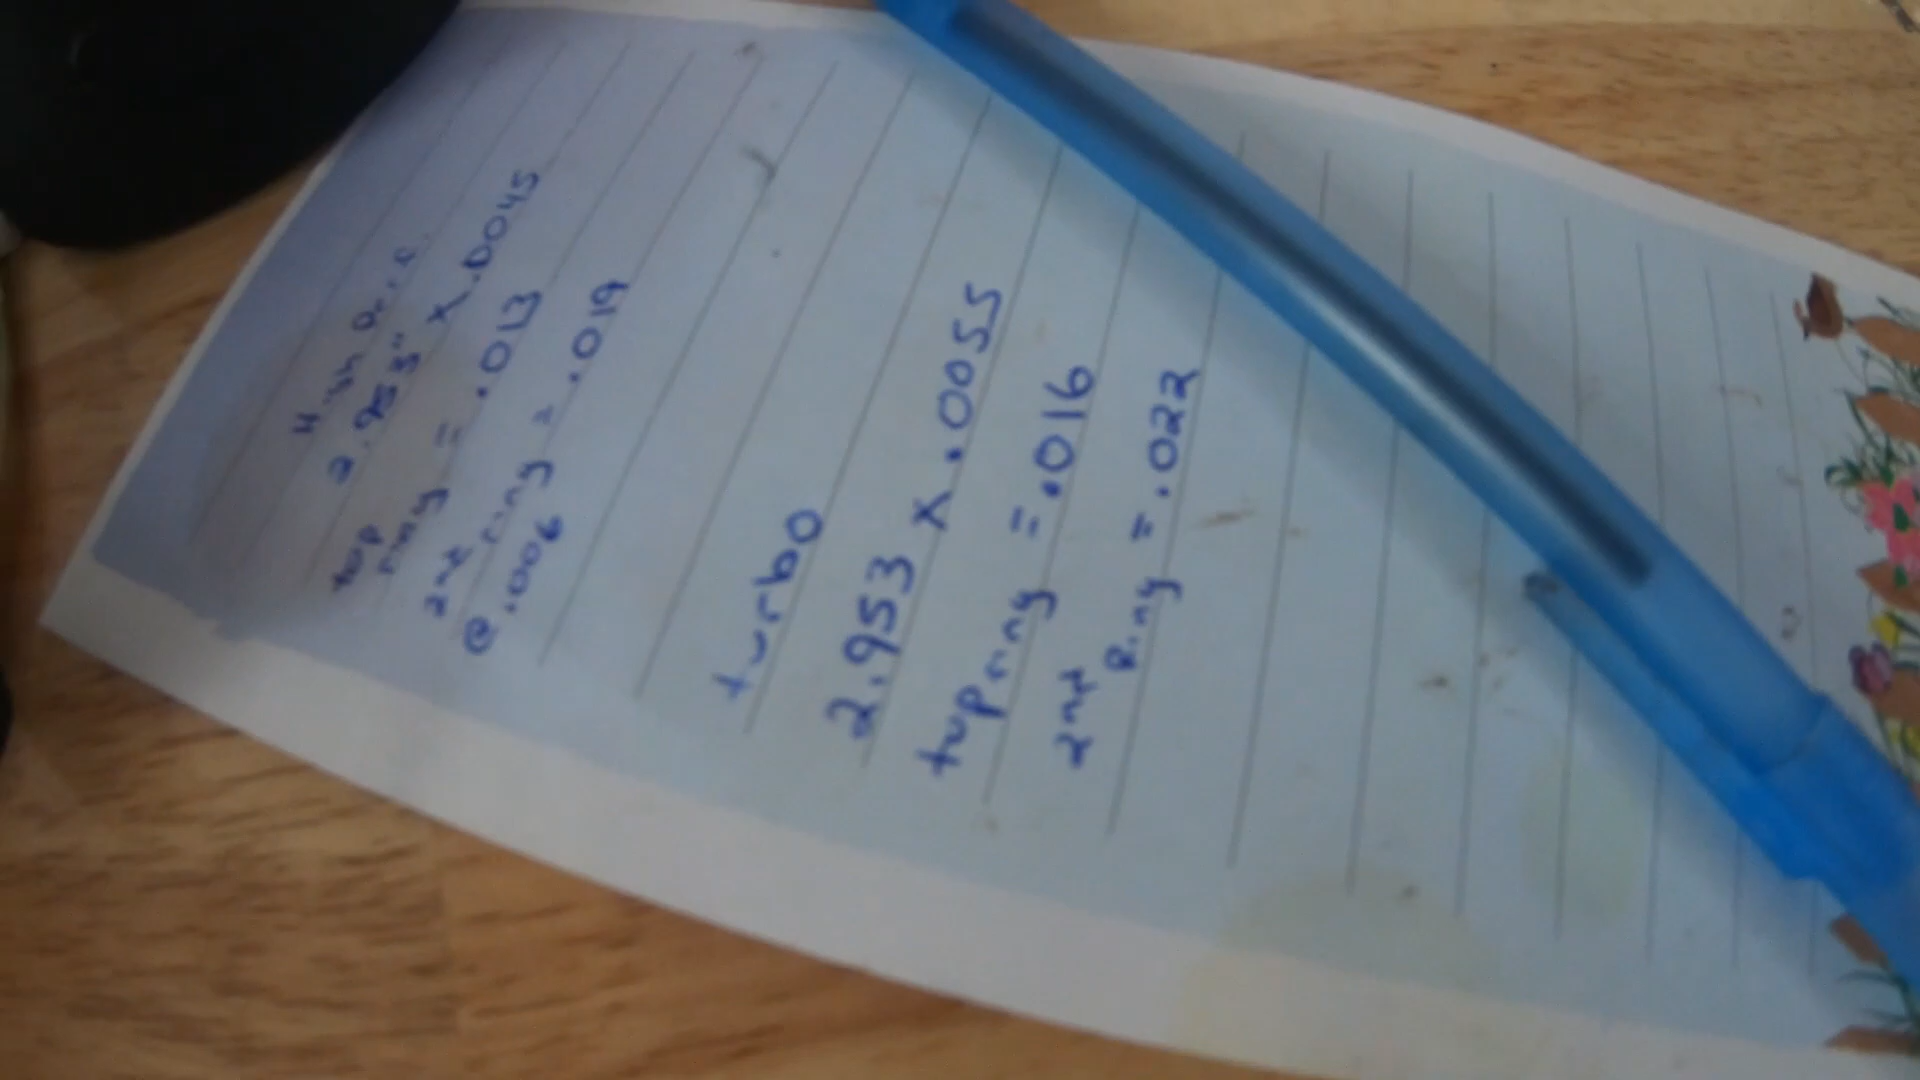 High Perf.
2.953" x .0045
top
ring = .013
2nd
ring = .019
@ .006
turbo
2.953 x .0055
top ring = .016
2nd Ring = .022